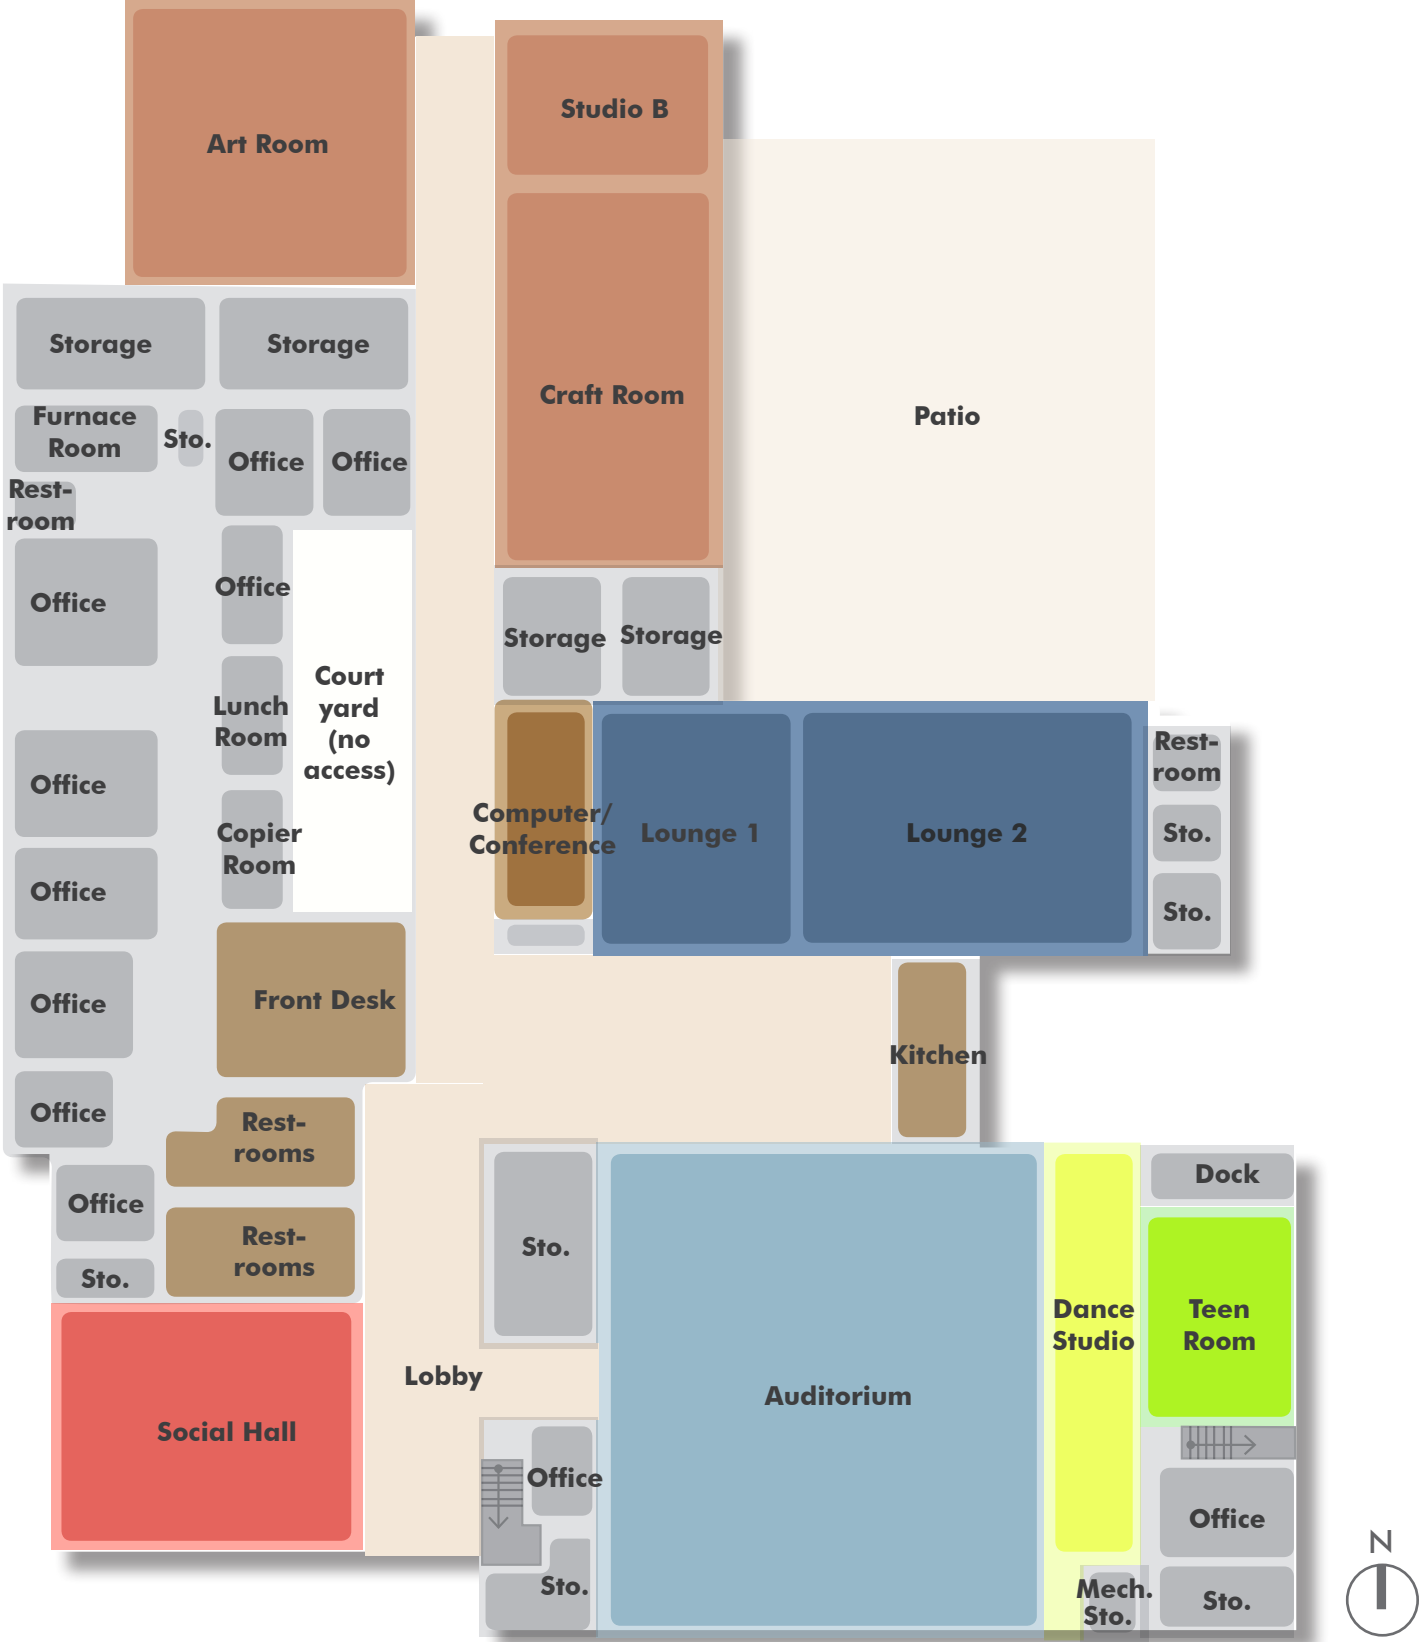 Studio B
Art Room
Storage
Storage
Craft Room
Patio
Furnace
Room
Sto.
Office
Office
Rest-
room
Office
Office
Storage
Storage
Court
yard
(no
access)
Lunch
Room
Office
Copier
Room
Computer/
Conference
Lounge 1
Lounge 2
Rest-
room
Sto.
Sto.
Office
Office
Front Desk
Kitchen
Office
Rest-
rooms
Office
Sto.
Rest-
rooms
Sto.
Dock
Dance
Studio
Teen
Room
Lobby
Auditorium
Social Hall
Office
Office
Sto.
Mech.
Sto.
Sto.
N